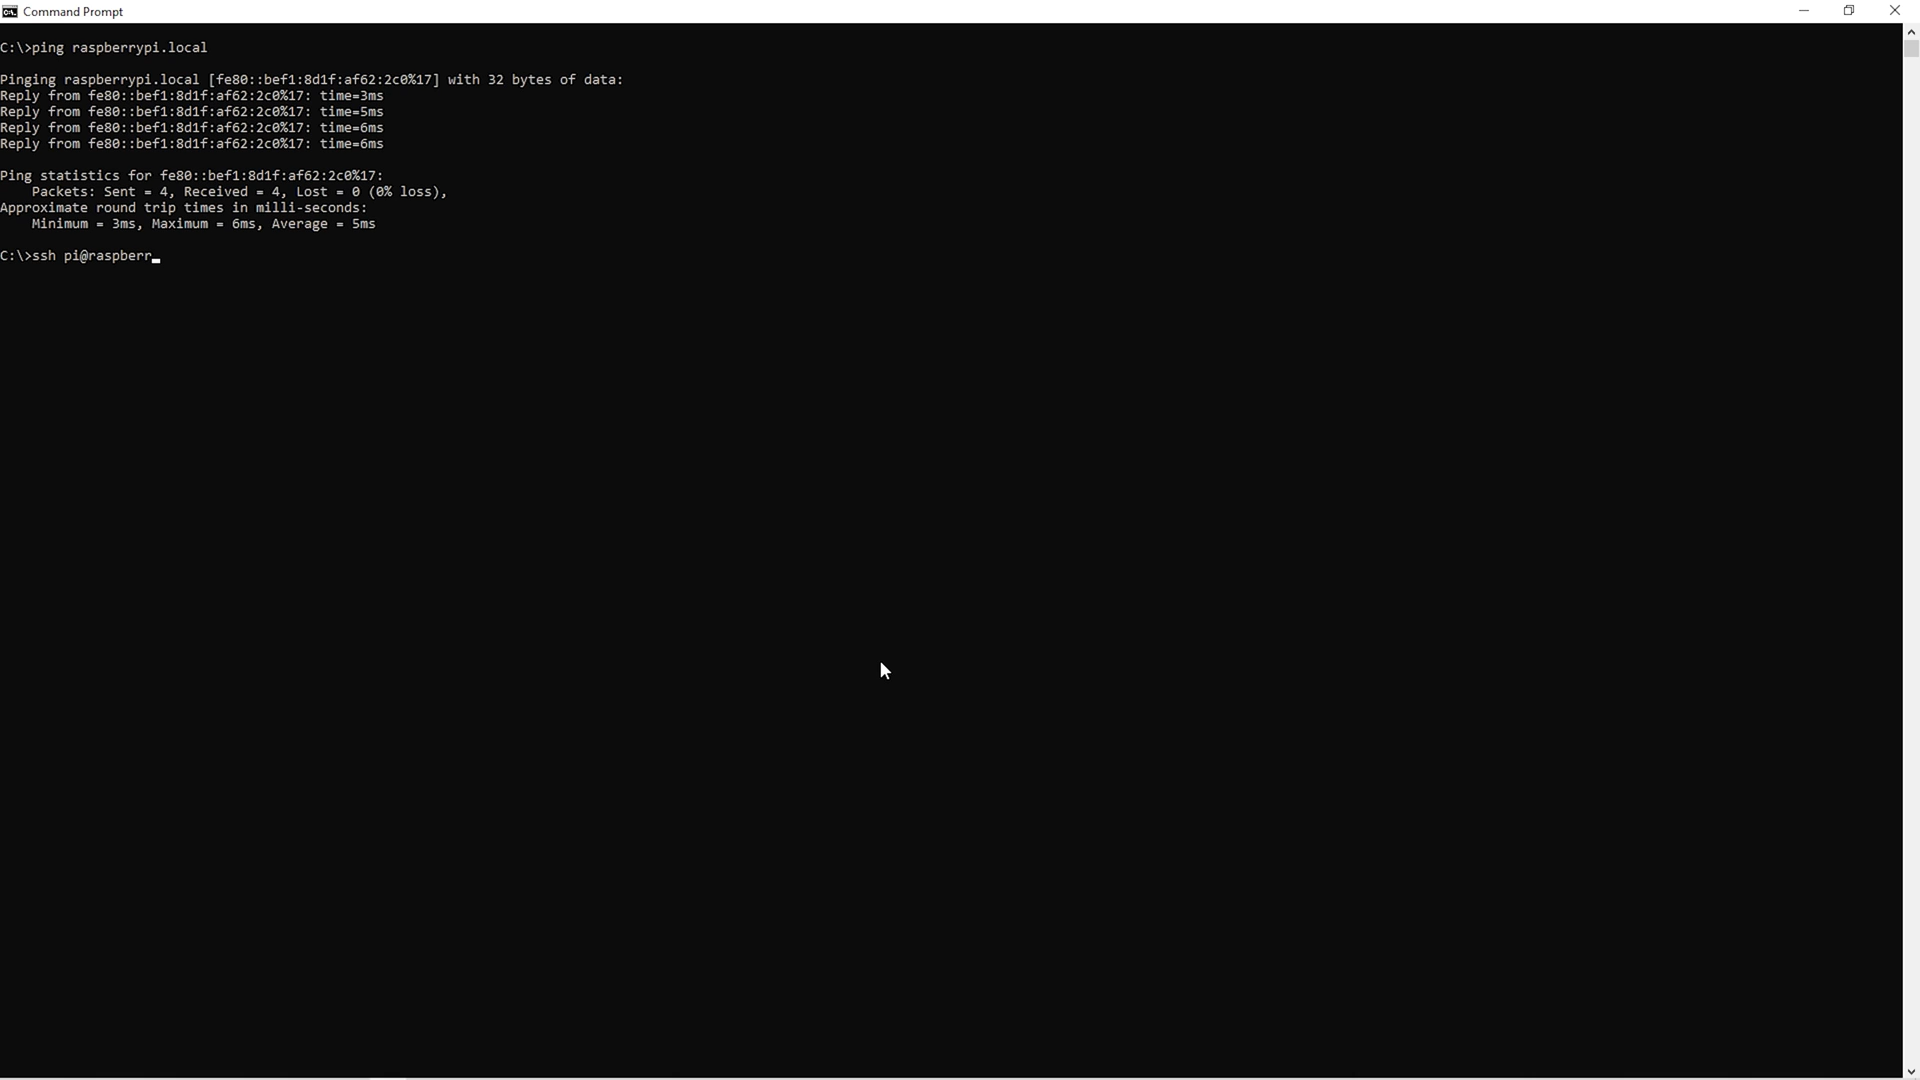 Command Prompt
C:\>ping raspberrypi.local
Pinging raspberrypi.local [fe80::bef1:8d1f:af62:2c0%17] with 32 bytes of data:
Reply from fe80::bef1:8d1f:af62:2c0%17: time=3ms
Reply from fe80::bef1:8d1f:af62:2c0%17: time=5ms
Reply from fe80::bef1:8d1f:af62:2c0%17: time=6ms
Reply from fe80::bef1:8d1f:af62:2c0%17: time=6ms
Ping statistics for fe80::bef1:8d1f:af62:2c0%17:
    Packets: Sent = 4, Received = 4, Lost = 0 (0% loss),
Approximate round trip times in milli-seconds:
    Minimum = 3ms, Maximum = 6ms, Average = 5ms
C:\>ssh pi@raspberr